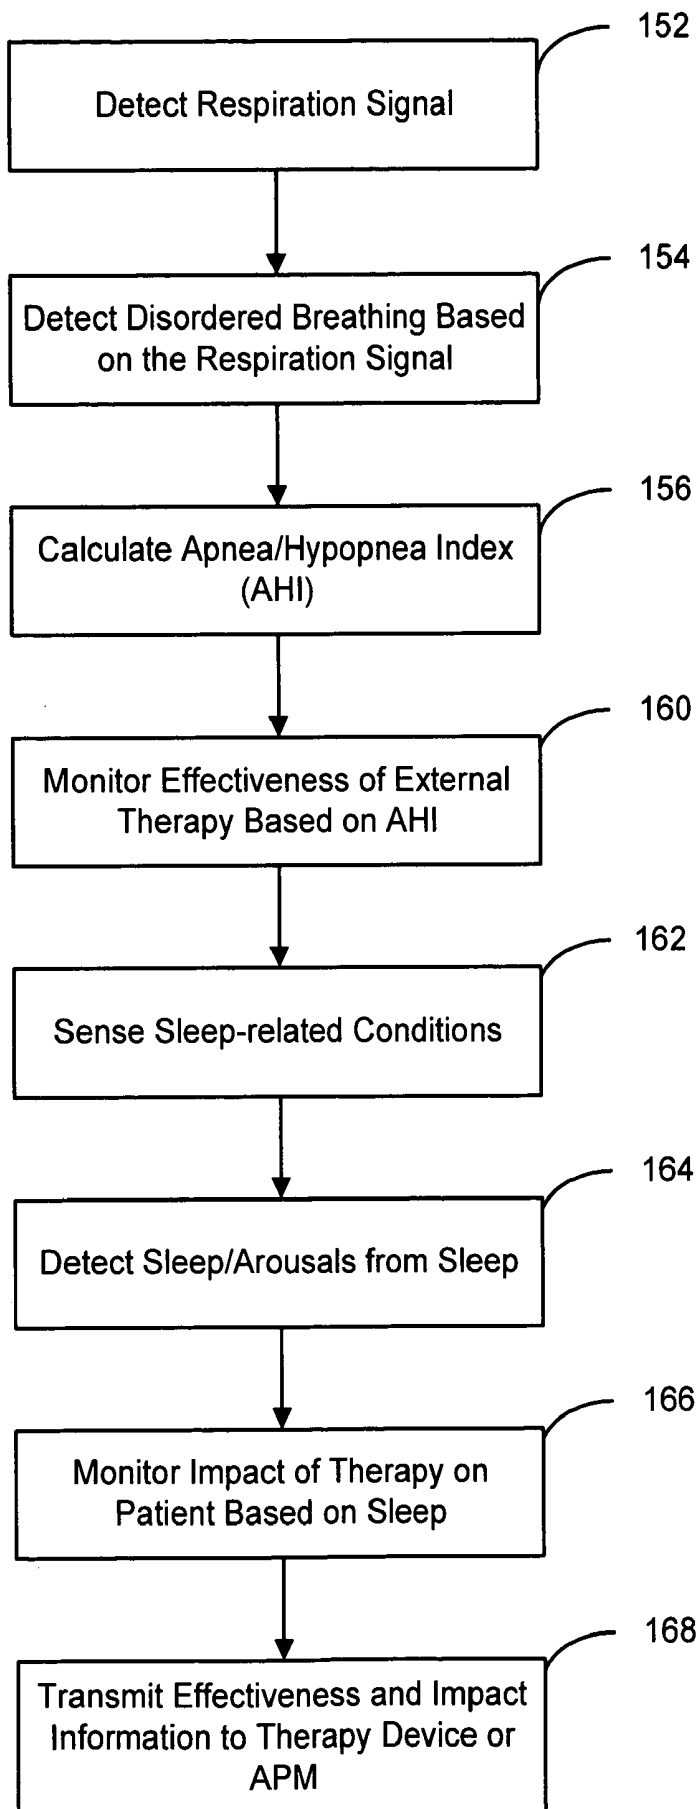 152
Detect Respiration Signal
154
Detect Disordered Breathing Based
on the Respiration Signal
156
Calculate Apnea/Hypopnea Index
(AHI)
160
Monitor Effectiveness of External
Therapy Based on AHI
162
Sense Sleep-related Conditions
164
Detect Sleep/Arousals from Sleep
166
Monitor Impact of Therapy on
Patient Based on Sleep
168
Transmit Effectiveness and Impact
Information to Therapy Device or
APM